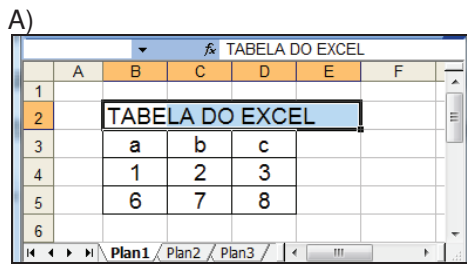 A)
fx TABELA DO EXCEL
A B C D E F
1
2 TABELA DO EXCEL
3 a b c
4 1 2 3
5 6 7 8
6
Plan1 Plan2 Plan3